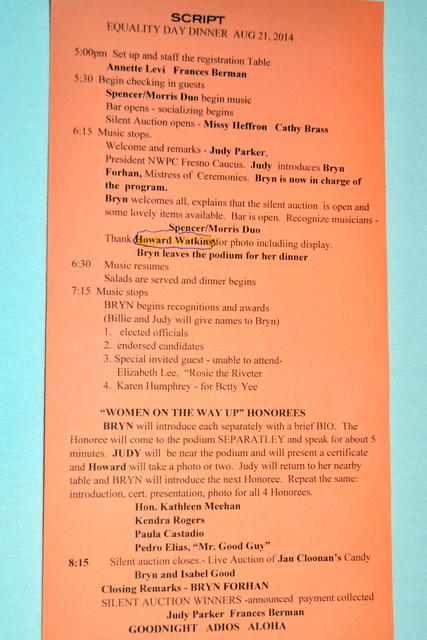 SCRIPT
EQUALITY DAY DINNER AUG 21, 2014
5:00pm Set up and staff the registration Table
Annette Levi Frances Berman
5:30 Begin checking in guests
Spencer/Morris Duo begin music
Bar opens - socializing begins
Silent Auction opens - Missy Heffron Cathy Brass
6:15 Music stops.
Welcome and remarks - Judy Parker,
President NWPC Fresno Caucus. Judy introduces Bryn
Forhan, Mistress of Ceremonies. Bryn is now in charge of
the program.
Bryn welcomes all, explains that the silent auction is open and
some lovely items available. Bar is open. Recognize musicians -
Spencer/Morris Duo
Thank Howard Watkins for photo includiing display.
Bryn leaves the podium for her dinner
6:30 Music resumes
Salads are served and dinner begins
7:15 Music stops
BRYN begins recognitions and awards
(Billie and Judy will give names to Bryn)
1. elected officials
2. endorsed candidates
3. Special invited guest - unable to attend-
Elizabeth Lee, "Rosie the Riveter
4. Karen Humphrey - for Betty Yee
"WOMEN ON THE WAY UP" HONOREES
BRYN will introduce each separately with a brief BIO. The
Honoree will come to the podium SEPARATLEY and speak for about 5
minutes. JUDY will be near the podium and will present a certificate
and Howard will take a photo or two. Judy will return to her nearby
table and BRYN will introduce the next Honoree. Repeat the same:
introduction, cert. presentation, photo for all 4 Honorees.
Hon. Kathleen Meehan
Kendra Rogers
Paula Castadio
Pedro Elias, "Mr. Good Guy"
8:15 Silent auction closes.- Live Auction of Jan Cloonan's Candy
Bryn and Isabel Good
Closing Remarks - BRYN FORHAN
SILENT AUCTION WINNERS -announced payment collected
Judy Parker Frances Berman
GOODNIGHT ADIOS ALOHA